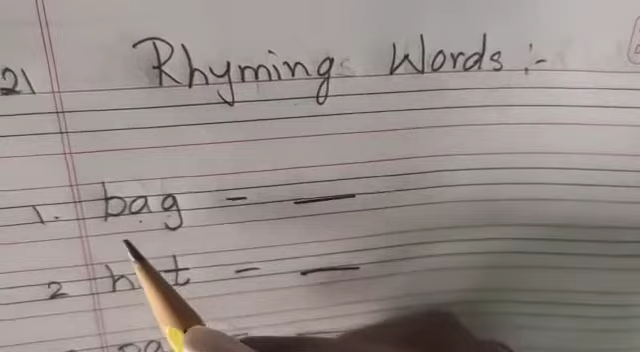 21 Rhyming Words :-
1. bag - —
2 h t - —